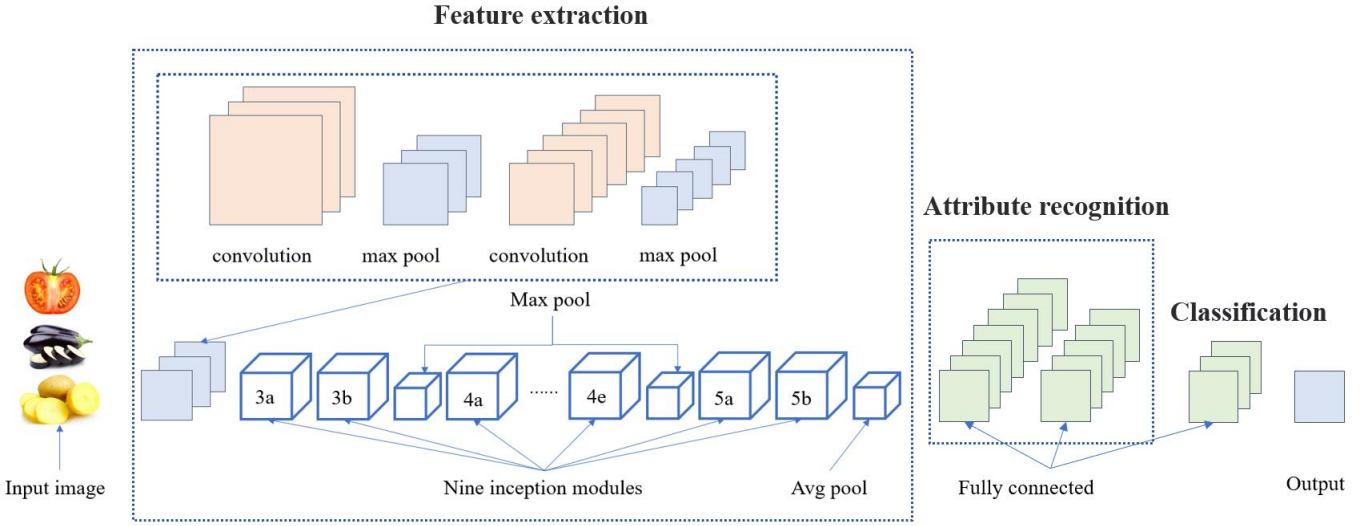 Feature extraction
convolution
max pool
convolution
max pool
Attribute recognition
Max pool
Classification
3a
3b
4a
......
4e
5a
5b
Input image
Nine inception modules
Avg pool
Fully connected
Output